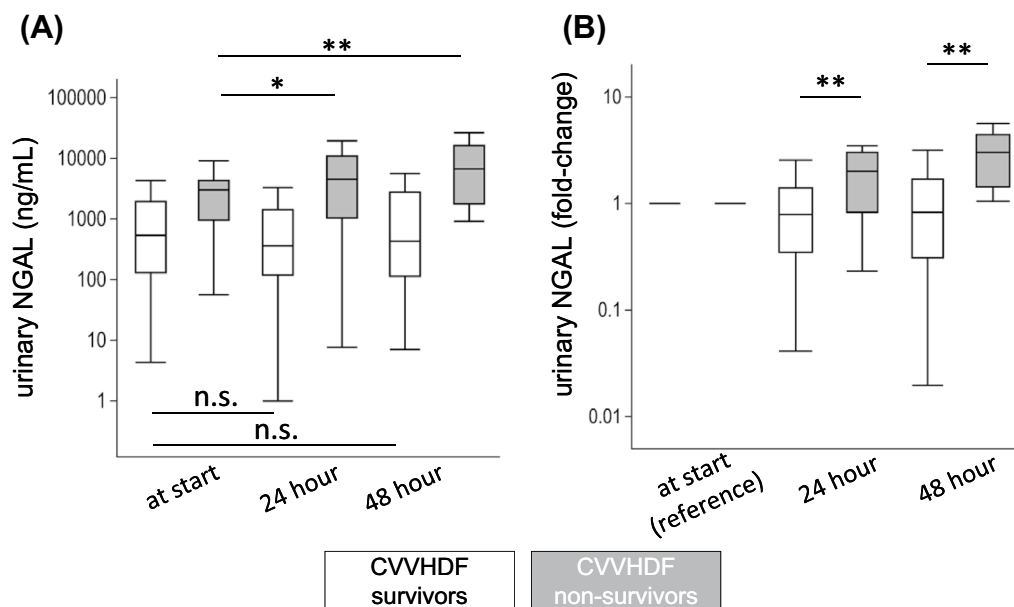 (A)
**
*
urinary NGAL (ng/mL)
100000
10000
1000
100
10
1
n.s.
n.s.
at start
24 hour
48 hour
(B)
**
**
urinary NGAL (fold-change)
10
1
0.1
0.01
at start
(reference)
24 hour
48 hour
CVVHDF
survivors
CVVHDF
non-survivors